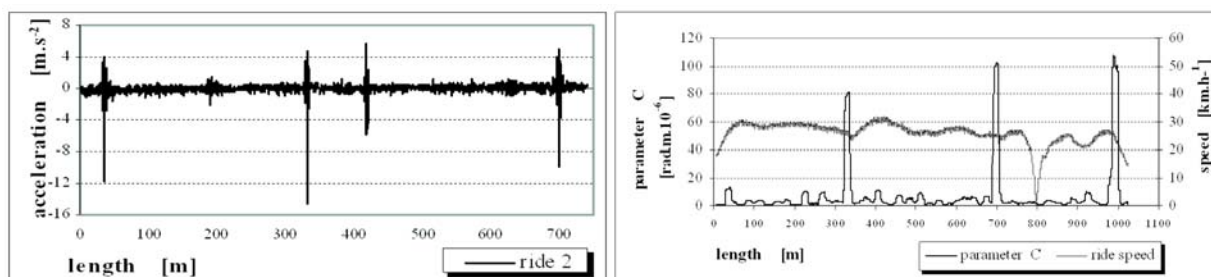 acceleration [m.s⁻²]
8
4
0
-4
-8
-12
-16
0 100 200 300 400 500 600 700
length [m]
ride 2
parameter C
[rad.m.10⁻⁶]
120
100
80
60
40
20
0
60
50
40
30
20
10
0
speed [km.h-¹]
0 100 200 300 400 500 600 700 800 900 1000 1100
length [m]
parameter C ride speed